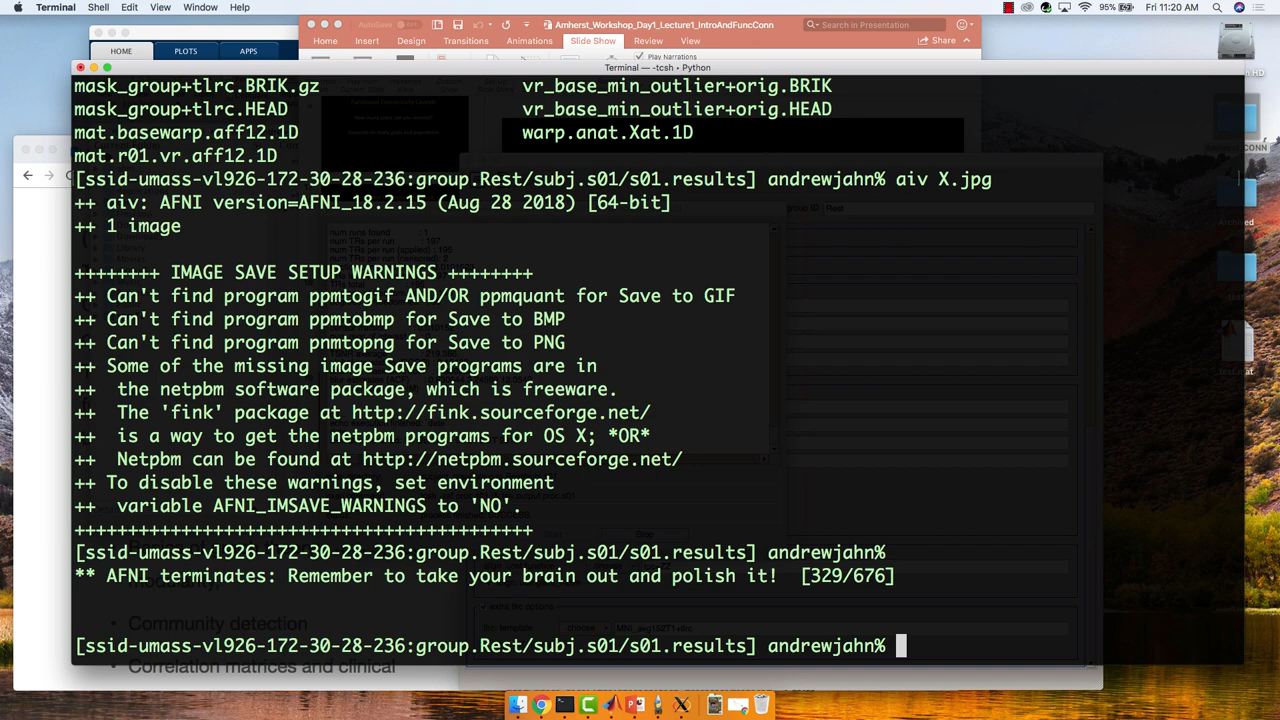 Terminal Shell Edit View Window Help
95% Fri 11:20 AM
AutoSave Amherst_Workshop_Day1_Lecture1_IntroAndFuncConn Search in Presentation
HOME PLOTS APPS
Home Insert Design Transitions Animations Slide Show Review View Share
Play Narrations
Terminal — -tcsh • Python
mask_group+tlrc.BRIK.gz vr_base_min_outlier+orig.BRIK
mask_group+tlrc.HEAD vr_base_min_outlier+orig.HEAD
mat.basewarp.aff12.1D warp.anat.Xat.1D
mat.r01.vr.aff12.1D
[ssid-umass-vl926-172-30-28-236:group.Rest/subj.s01/s01.results] andrewjahn% aiv X.jpg
++ aiv: AFNI version=AFNI_18.2.15 (Aug 28 2018) [64-bit]
++ 1 image
++++++++ IMAGE SAVE SETUP WARNINGS ++++++++
++ Can't find program ppmtogif AND/OR ppmquant for Save to GIF
++ Can't find program ppmtobmp for Save to BMP
++ Can't find program pnmtopng for Save to PNG
++ Some of the missing image Save programs are in
++  the netpbm software package, which is freeware.
++  The 'fink' package at http://fink.sourceforge.net/
++  is a way to get the netpbm programs for OS X; *OR*
++  Netpbm can be found at http://netpbm.sourceforge.net/
++ To disable these warnings, set environment
++  variable AFNI_IMSAVE_WARNINGS to 'NO'.
+++++++++++++++++++++++++++++++++++++++++++
[ssid-umass-vl926-172-30-28-236:group.Rest/subj.s01/s01.results] andrewjahn%
** AFNI terminates: Remember to take your brain out and polish it!  [329/676]
• Community detection
[ssid-umass-vl926-172-30-28-236:group.Rest/subj.s01/s01.results] andrewjahn%
• Correlation matrices and clinical